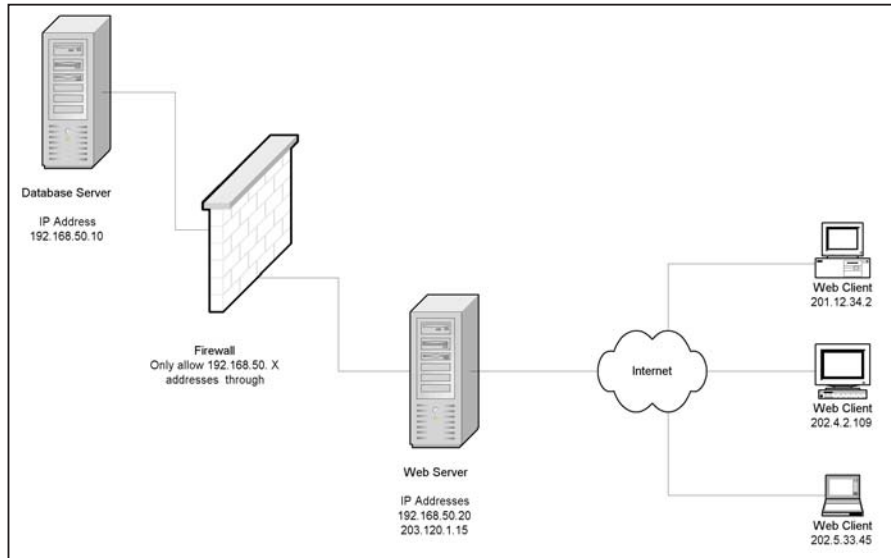 Database Server
IP Address
192.168.50.10
Firewall
Only allow 192.168.50. X
addresses through
Web Server
IP Addresses
192.168.50.20
203.120.1.15
Internet
Web Client
201.12.34.2
Web Client
202.4.2.109
Web Client
202.5.33.45